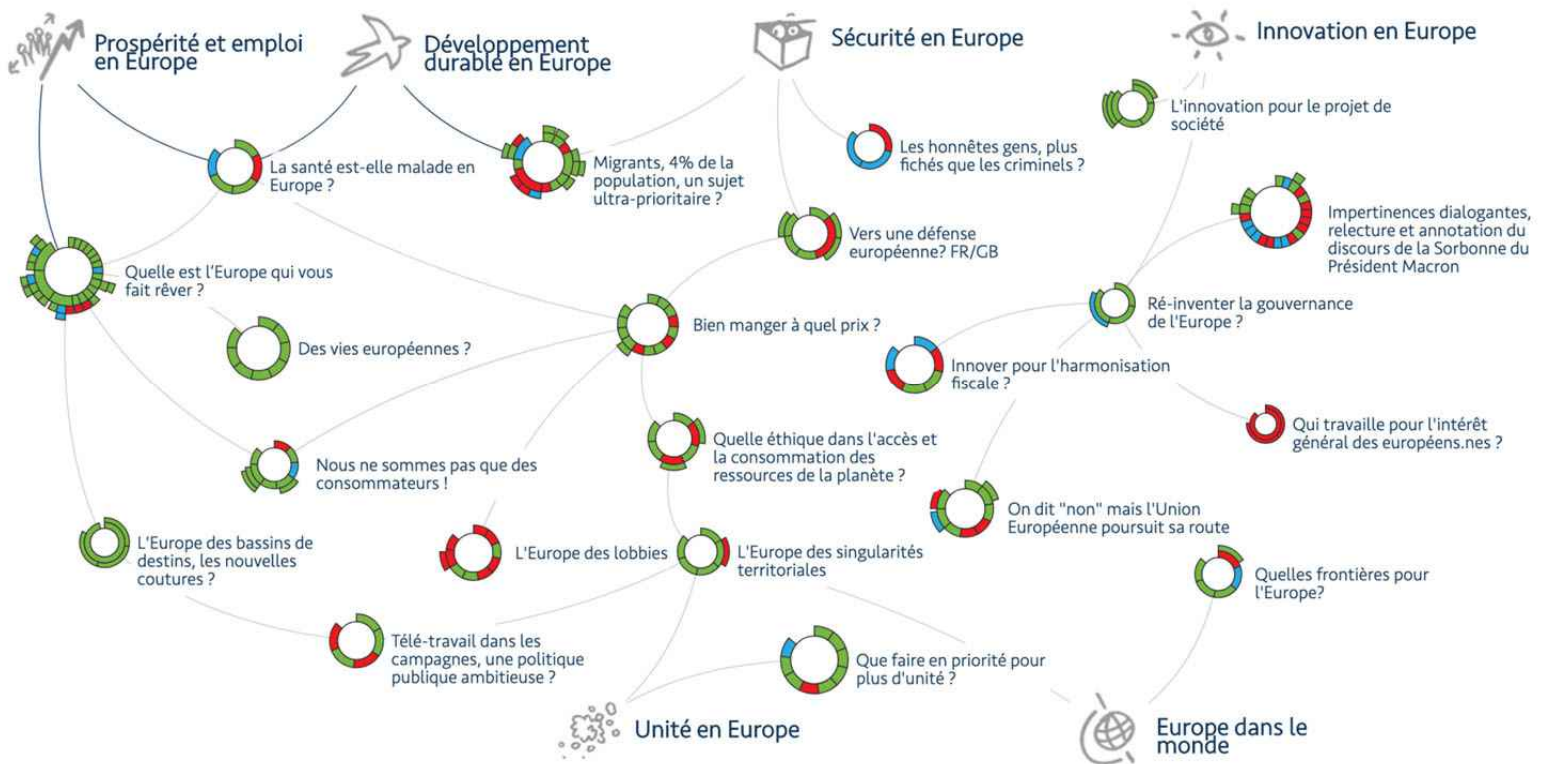 Prospérité et emploi
en Europe
Développement
durable en Europe
Sécurité en Europe
Innovation en Europe
L'innovation pour le projet de
société
Les honnêtes gens, plus
fichés que les criminels ?
La santé est-elle malade en
Europe ?
Migrants, 4% de la
population, un sujet
ultra-prioritaire ?
Impertinences dialogantes,
relecture et annotation du
discours de la Sorbonne du
Président Macron
Vers une défense
européenne? FR/GB
Quelle est l'Europe qui vous
fait rêver ?
Ré-inventer la gouvernance
de l'Europe ?
Bien manger à quel prix ?
Des vies européennes ?
Innover pour l'harmonisation
fiscale ?
Qui travaille pour l'intérêt
général des européens.nes ?
Quelle éthique dans l'accès et
la consommation des
ressources de la planète ?
Nous ne sommes pas que des
consommateurs !
On dit "non" mais l'Union
Européenne poursuit sa route
L'Europe des bassins de
destins, les nouvelles
coutures ?
L'Europe des lobbies
L'Europe des singularités
territoriales
Quelles frontières pour
l'Europe?
Télé-travail dans les
campagnes, une politique
publique ambitieuse ?
Que faire en priorité pour
plus d'unité ?
Unité en Europe
Europe dans le
monde